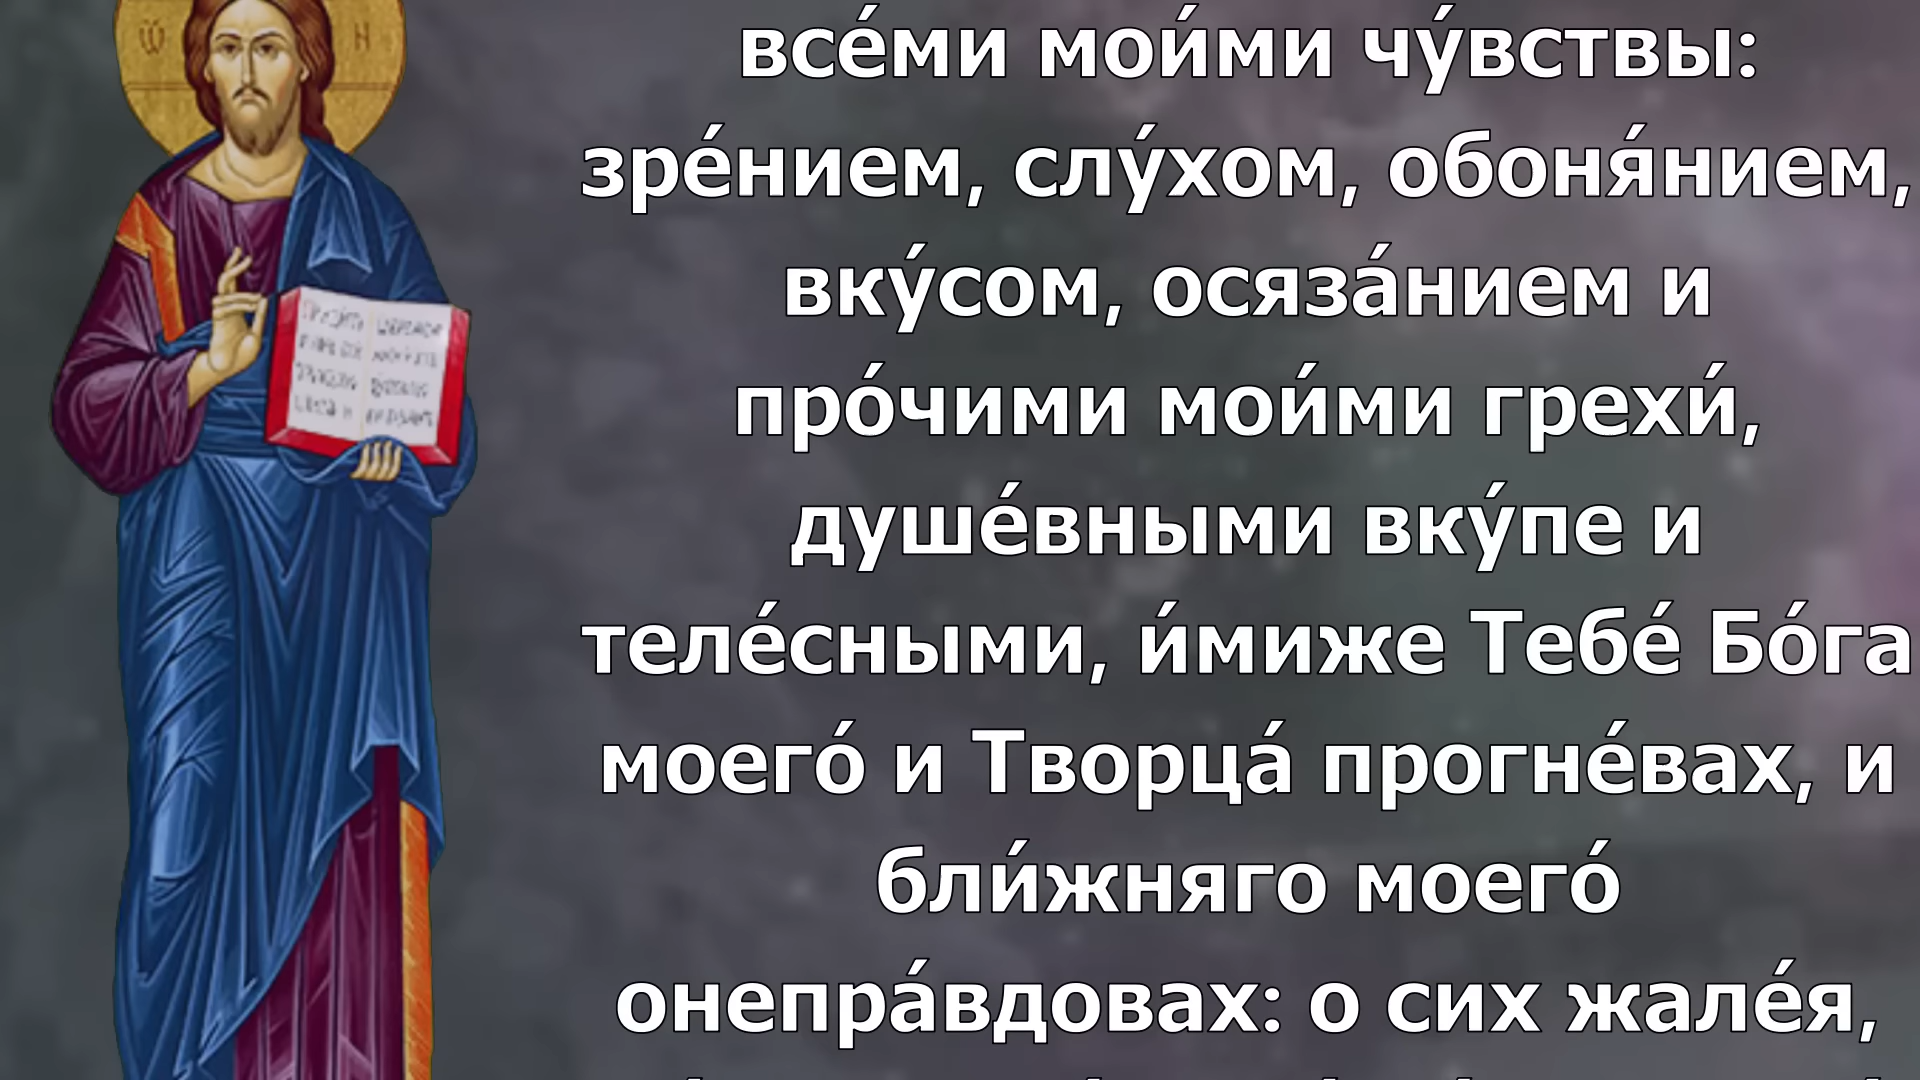 все́ми мои́ми чу́вствы:
зре́нием, слу́хом, обоня́нием,
вку́сом, осяза́нием и
про́чими мои́ми грехи́,
душе́вными вку́пе и
теле́сными, и́миже Тебе́ Бо́га
моего́ и Творца́ прогне́вах, и
бли́жняго моего́
онепра́вдовах: о сих жале́я,